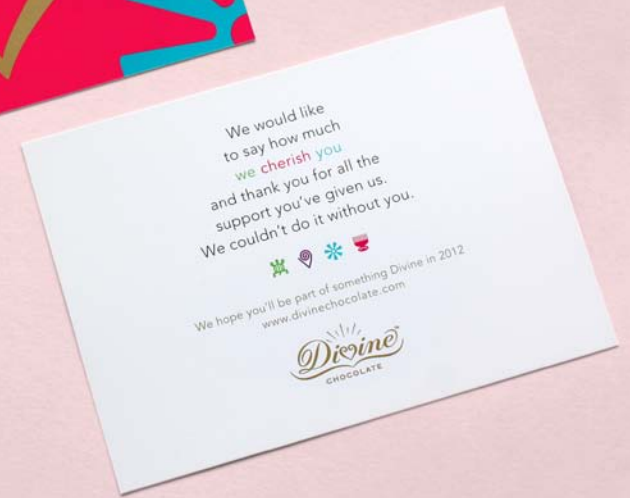 We would like
to say how much
we cherish you
and thank you for all the
support you've given us.
We couldn't do it without you.
We hope you'll be part of something Divine in 2012
www.divinechocolate.com
Divine™
CHOCOLATE